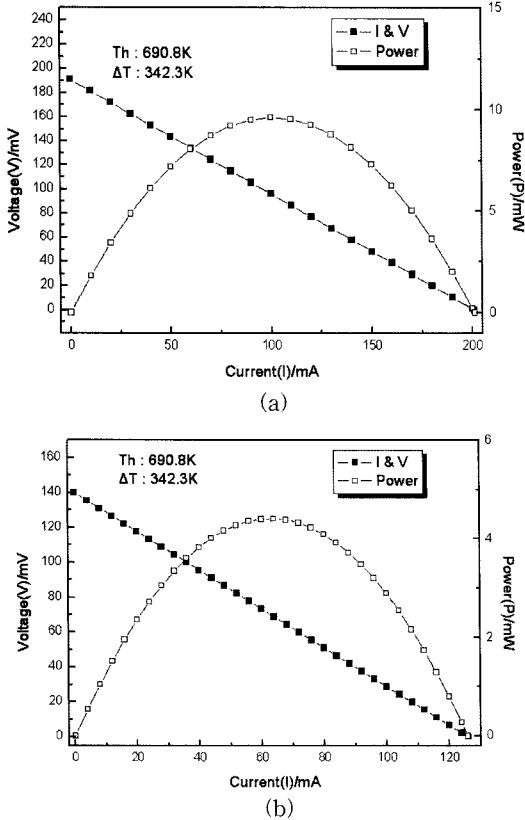 240
220
200
180
160
140
120
100
80
60
40
20
0
Voltage(V)/mV
Th : 690.8K
ΔT : 342.3K
I & V
Power
15
10
5
0
Power(P)/mW
0 50 100 150 200
Current(I)/mA
(a)
160
140
120
100
80
60
40
20
0
Voltage(V)/mV
Th : 690.8K
ΔT : 342.3K
I & V
Power
6
4
2
0
Power(P)/mW
0 20 40 60 80 100 120
Current(I)/mA
(b)